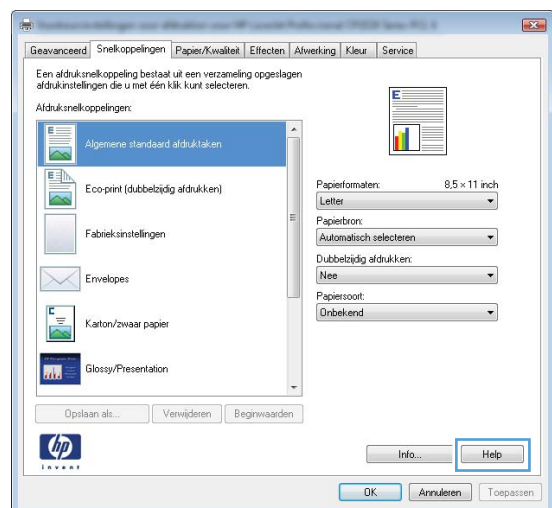 Geavanceerd Snelkoppelingen Papier/Kwaliteit Effecten Afwerking Kleur Service
Een afdruksnelkoppeling bestaat uit een verzameling opgeslagen
afdrukinstellingen die u met één klik kunt selecteren.
Afdruksnelkoppelingen:
Algemene standaard afdruktaken
Eco-print (dubbelzijdig afdrukken)
Fabrieksinstellingen
Envelopes
Karton/zwaar papier
Glossy/Presentation
E
Papierformaten: 8,5 × 11 inch
Letter
Papierbron:
Automatisch selecteren
Dubbelzijdig afdrukken:
Nee
Papiersoort:
Onbekend
Opslaan als... Verwijderen Beginwaarden
hp
invent
Info... Help
OK Annuleren Toepassen